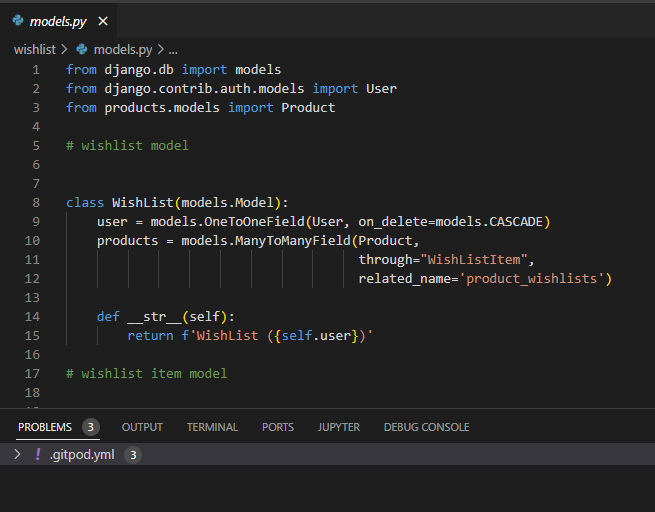 models.py
wishlist > models.py > ...
1 from django.db import models
2 from django.contrib.auth.models import User
3 from products.models import Product
4
5 # wishlist model
6
7
8 class WishList(models.Model):
9 user = models.OneToOneField(User, on_delete=models.CASCADE)
10 products = models.ManyToManyField(Product,
11 through="WishListItem",
12 related_name='product_wishlists')
13
14 def __str__(self):
15 return f'WishList ({self.user})'
16
17 # wishlist item model
18
PROBLEMS 3 OUTPUT TERMINAL PORTS JUPYTER DEBUG CONSOLE
> ! .gitpod.yml 3